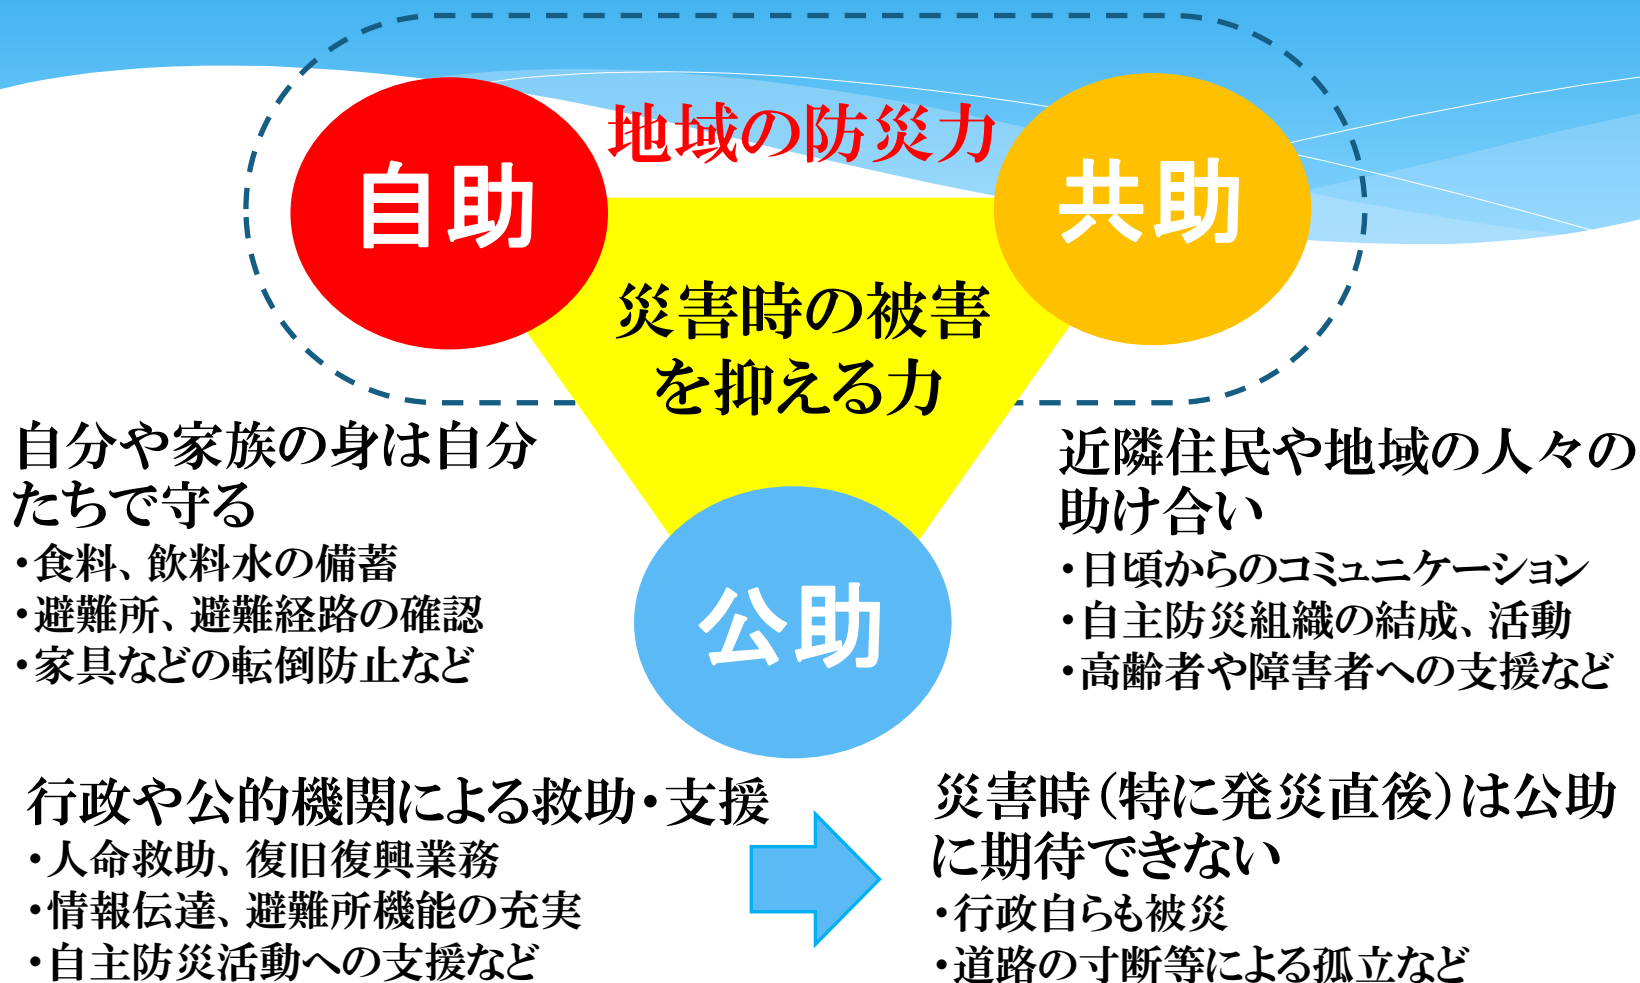 地域の防災力
自助
共助
災害時の被害
を抑える力
自分や家族の身は自分
たちで守る
・食料、飲料水の備蓄
・避難所、避難経路の確認
・家具などの転倒防止など
近隣住民や地域の人々の
助け合い
・日頃からのコミュニケーション
・自主防災組織の結成、活動
・高齢者や障害者への支援など
公助
行政や公的機関による救助・支援
・人命救助、復旧復興業務
・情報伝達、避難所機能の充実
・自主防災活動への支援など
災害時（特に発災直後）は公助
に期待できない
・行政自らも被災
・道路の寸断等による孤立など